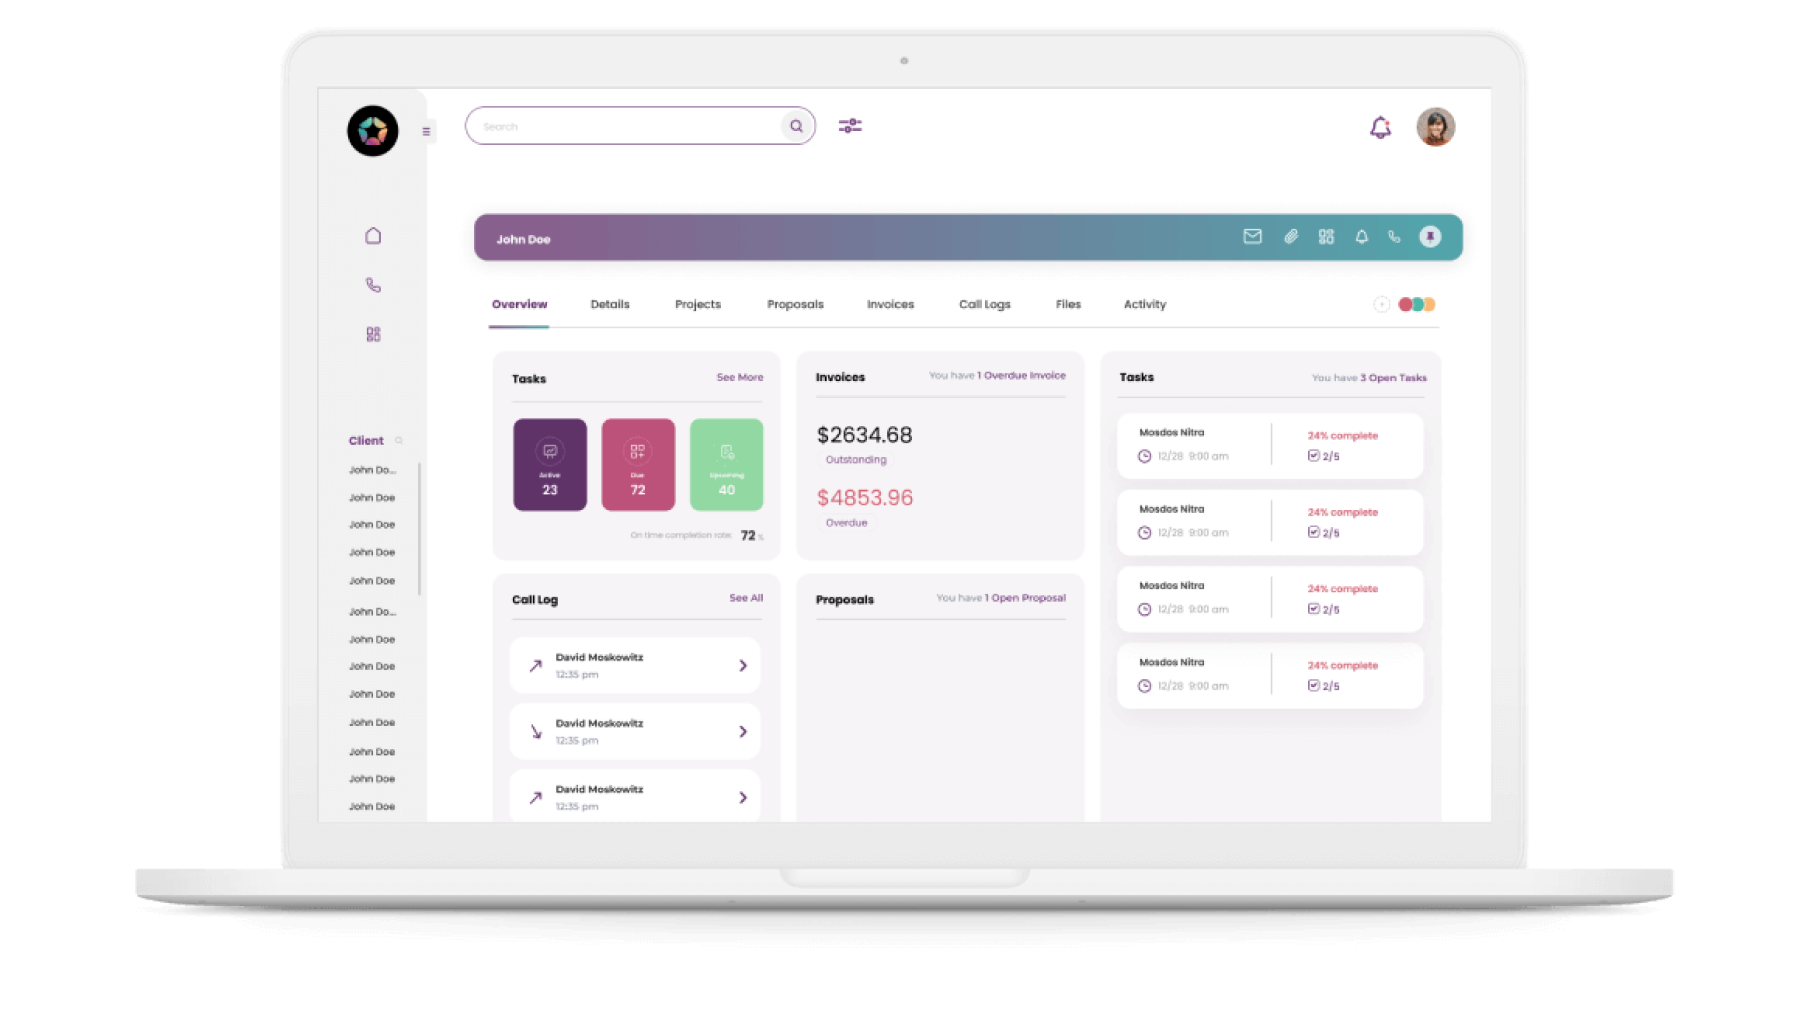 Search
John Doe
Overview Details Projects Proposals Invoices Call Logs Files Activity
Client
John Do...
John Doe
John Doe
John Doe
John Doe
John Do...
John Doe
John Doe
John Doe
John Doe
John Doe
John Doe
John Doe
Tasks See More
Active
23
Due
72
Upcoming
40
On time completion rate: 72 %
Invoices You have 1 Overdue Invoice
$2634.68
Outstanding
$4853.96
Overdue
Tasks You have 3 Open Tasks
Mosdos Nitra 24% complete
12/28 9:00 am 2/5
Mosdos Nitra 24% complete
12/28 9:00 am 2/5
Mosdos Nitra 24% complete
12/28 9:00 am 2/5
Mosdos Nitra 24% complete
12/28 9:00 am 2/5
Call Log See All
David Moskowitz
12:35 pm
David Moskowitz
12:35 pm
David Moskowitz
12:35 pm
Proposals You have 1 Open Proposal